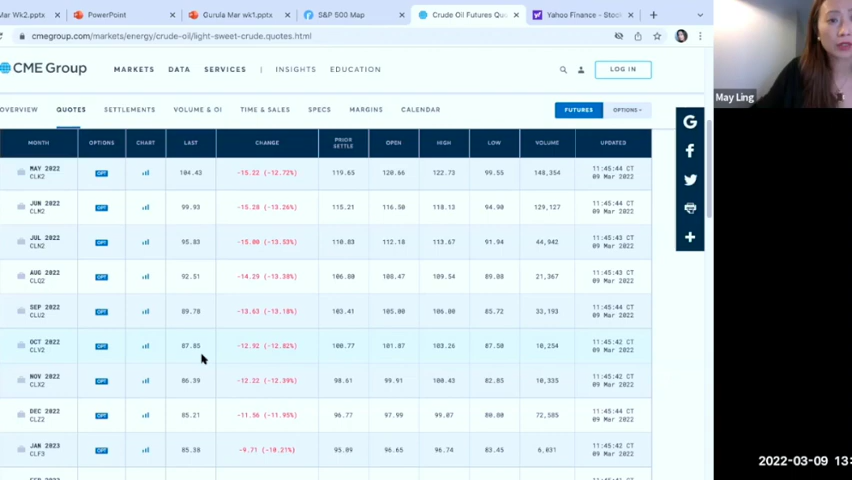 Mar Wk2.pptx PowerPoint Gurula Mar wk1.pptx S&P 500 Map Crude Oil Futures Quo Yahoo Finance - Stock
cmegroup.com/markets/energy/crude-oil/light-sweet-crude.quotes.html
CME Group MARKETS DATA SERVICES | INSIGHTS EDUCATION LOG IN
May Ling
OVERVIEW QUOTES SETTLEMENTS VOLUME & OI TIME & SALES SPECS MARGINS CALENDAR FUTURES OPTIONS
MONTH OPTIONS CHART LAST CHANGE PRIOR SETTLE OPEN HIGH LOW VOLUME UPDATED
MAY 2022 CLK2 OPT 104.43 -15.22 (-12.72%) 119.65 120.66 122.73 99.55 148,354 11:45:44 CT 09 Mar 2022
JUN 2022 CLM2 OPT 99.93 -15.28 (-13.26%) 115.21 116.50 118.13 94.90 129,127 11:45:44 CT 09 Mar 2022
JUL 2022 CLN2 OPT 95.83 -15.00 (-13.53%) 110.83 112.18 113.67 91.94 44,942 11:45:43 CT 09 Mar 2022
AUG 2022 CLQ2 OPT 92.51 -14.29 (-13.38%) 106.80 108.47 109.54 89.08 21,367 11:45:43 CT 09 Mar 2022
SEP 2022 CLU2 OPT 89.78 -13.63 (-13.18%) 103.41 105.00 106.00 85.72 33,193 11:45:44 CT 09 Mar 2022
OCT 2022 CLV2 OPT 87.85 -12.92 (-12.82%) 100.77 101.87 103.26 87.50 10,254 11:45:42 CT 09 Mar 2022
NOV 2022 CLX2 OPT 86.39 -12.22 (-12.39%) 98.61 99.91 100.43 82.85 10,335 11:45:42 CT 09 Mar 2022
DEC 2022 CLZ2 OPT 85.21 -11.56 (-11.95%) 96.77 97.99 99.07 80.80 72,585 11:45:44 CT 09 Mar 2022
JAN 2023 CLF3 OPT 85.38 -9.71 (-10.21%) 95.09 96.65 96.74 83.45 6,031 11:45:42 CT 09 Mar 2022
2022-03-09 13: